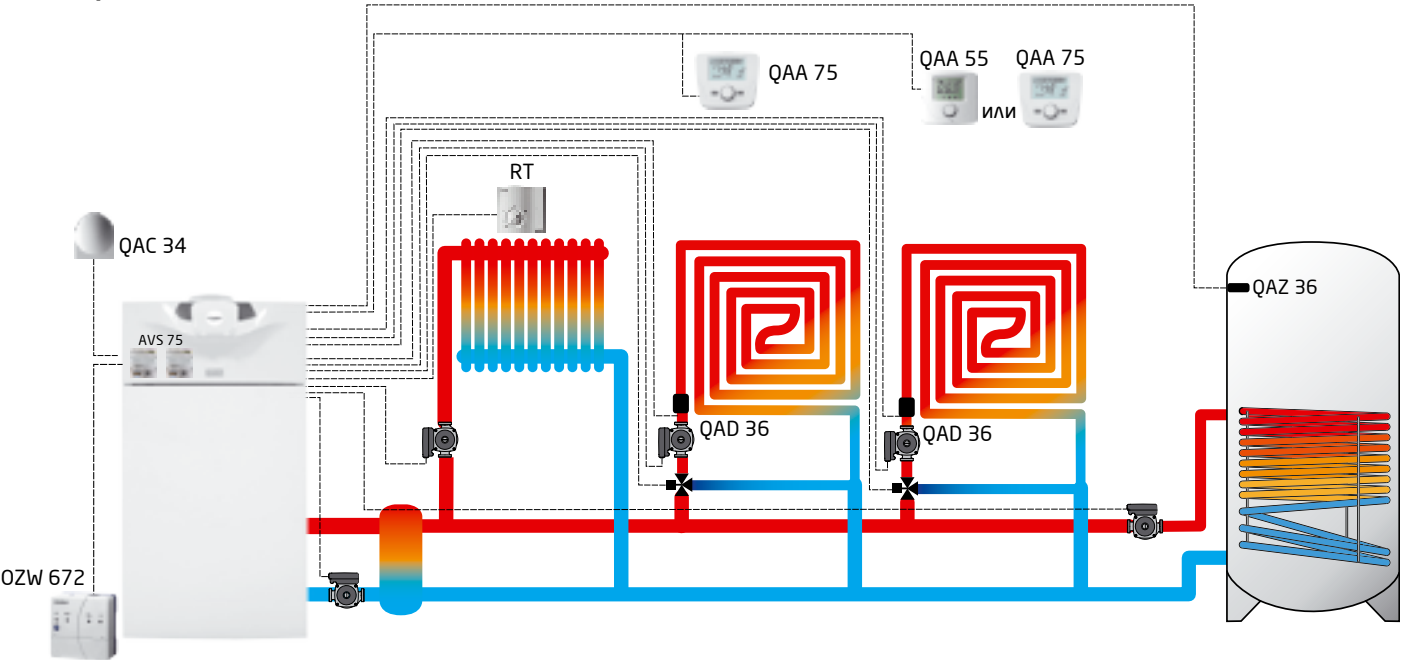 QAA 75
QAA 55
или
QAA 75
RT
QAC 34
QAZ 36
AVS 75
QAD 36
QAD 36
OZW 672